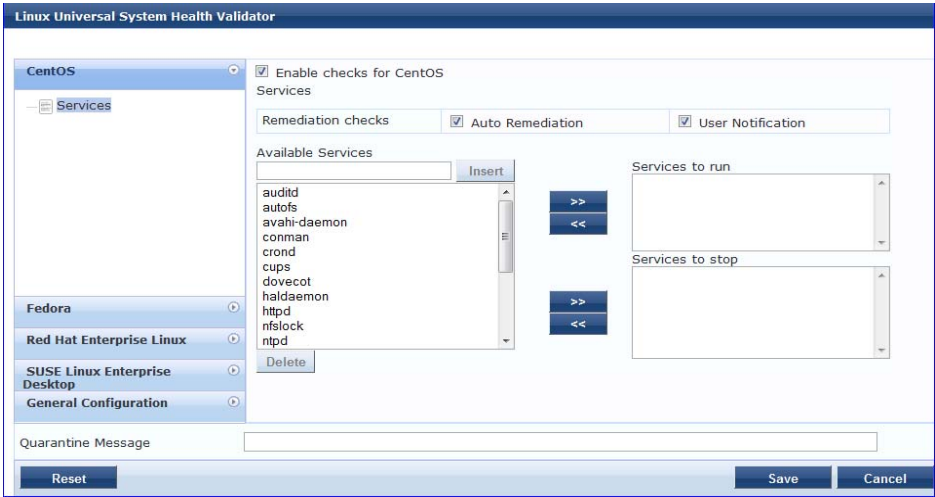 Linux Universal System Health Validator
CentOS
Services
Fedora
Red Hat Enterprise Linux
SUSE Linux Enterprise
Desktop
General Configuration
Enable checks for CentOS
Services
Remediation checks
Auto Remediation
User Notification
Available Services
Insert
auditd
autofs
avahi-daemon
conman
crond
cups
dovecot
haldaemon
httpd
nfslock
ntpd
Delete
>>
<<
>>
<<
Services to run
Services to stop
Quarantine Message
Reset
Save
Cancel